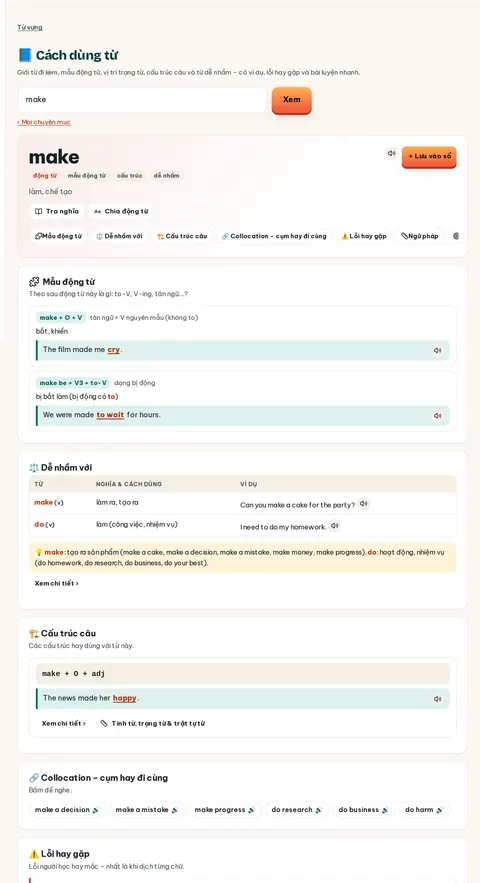 Từ vựng
📘 Cách dùng từ
Giới từ đi kèm, mẫu động từ, vị trí trạng từ, cấu trúc câu và từ dễ nhầm – có ví dụ, lỗi hay gặp và bài luyện nhanh.
make
Xem
‹ Mọi chuyên mục
make
+ Lưu vào sổ
động từ mẫu động từ cấu trúc dễ nhầm
làm, chế tạo
Tra nghĩa Chia động từ
Mẫu động từ Dễ nhầm với Cấu trúc câu Collocation – cụm hay đi cùng Lỗi hay gặp Ngữ pháp
Mẫu động từ
Theo sau động từ này là gì: to-V, V-ing, tân ngữ…?
make + O + V tân ngữ + V nguyên mẫu (không to)
bắt, khiến
The film made me cry.
make be + V3 + to-V dạng bị động
bị bắt làm (bị động có to)
We were made to wait for hours.
Dễ nhầm với
TỪ NGHĨA & CÁCH DÙNG VÍ DỤ
make (v) làm ra, tạo ra Can you make a cake for the party?
do (v) làm (công việc, nhiệm vụ) I need to do my homework.
💡 make: tạo ra sản phẩm (make a cake, make a decision, make a mistake, make money, make progress). do: hoạt động, nhiệm vụ
(do homework, do research, do business, do your best).
Xem chi tiết ›
Cấu trúc câu
Các cấu trúc hay dùng với từ này.
make + O + adj
The news made her happy.
Xem chi tiết › Tính từ, trạng từ & trật tự từ
Collocation – cụm hay đi cùng
Bấm để nghe.
make a decision make a mistake make progress do research do business do harm
Lỗi hay gặp
Lỗi người học hay mắc – nhất là khi dịch từng chữ.